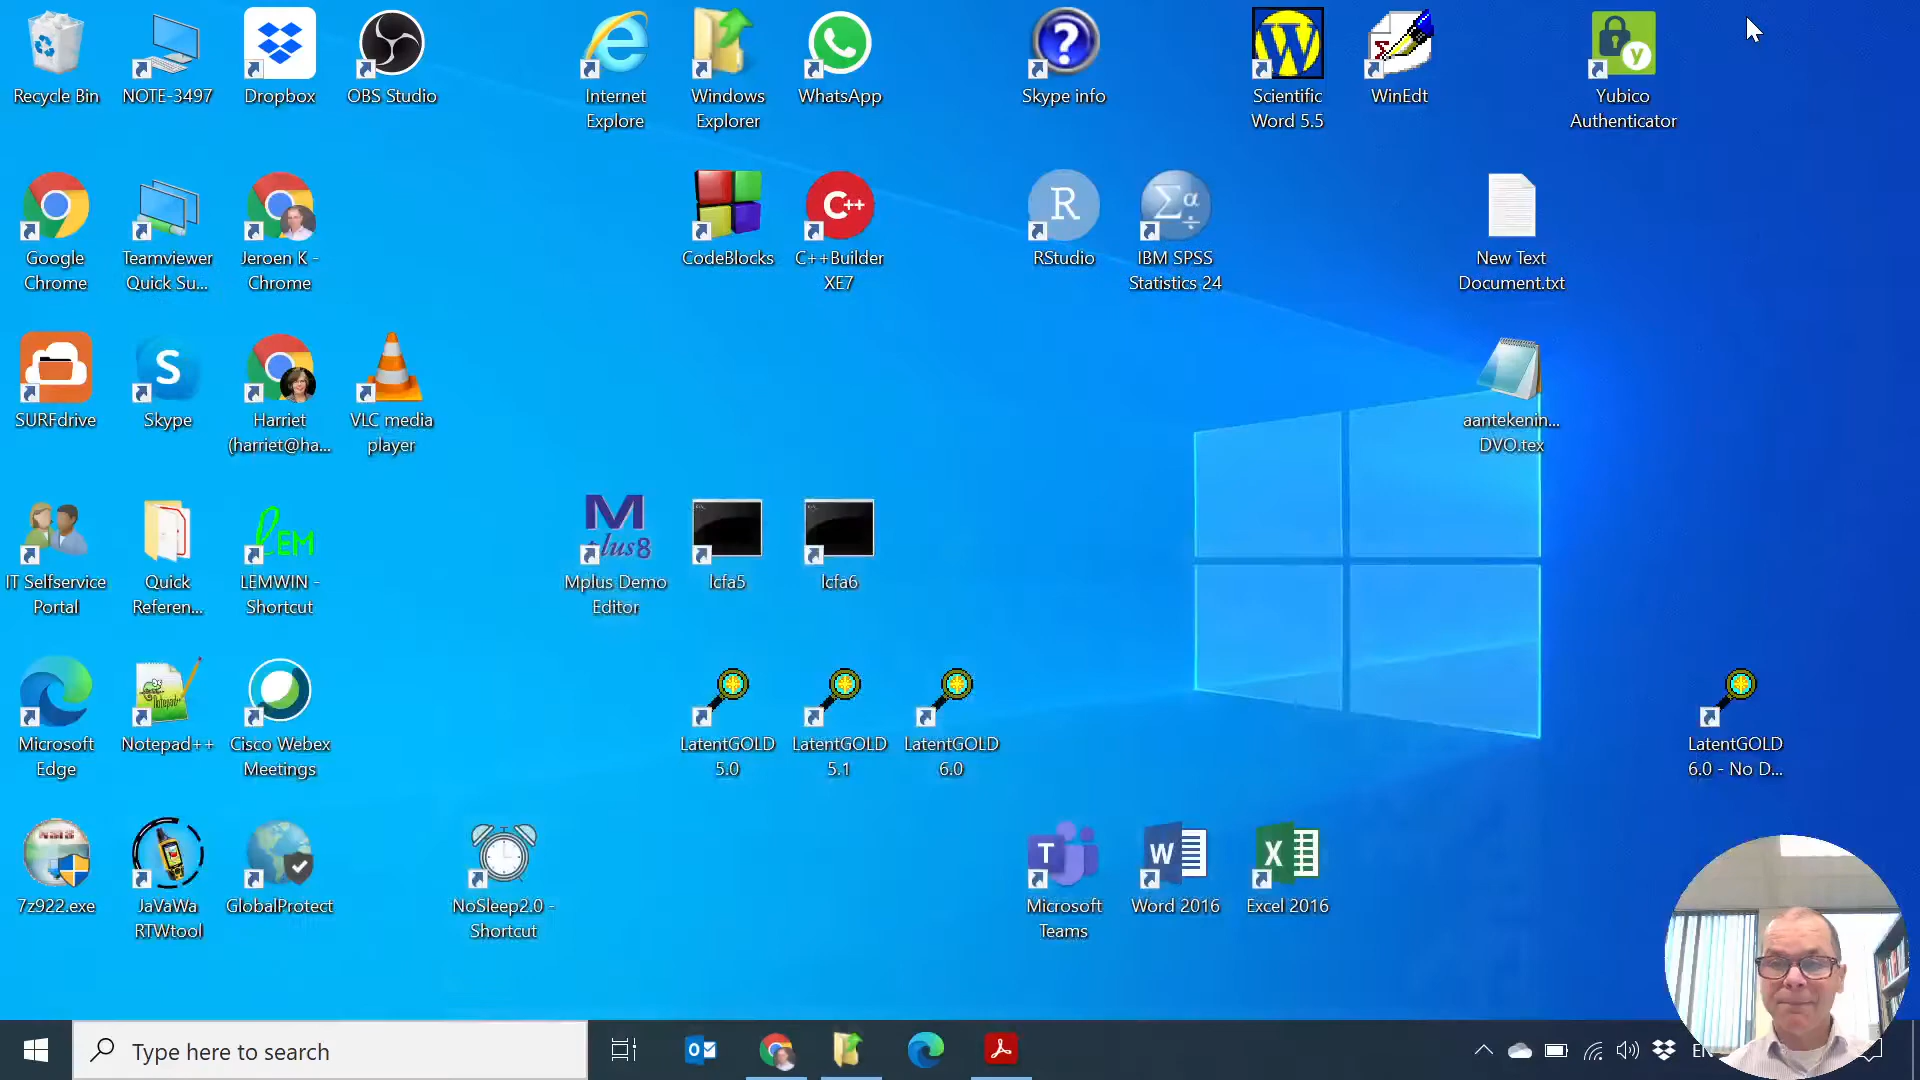 Recycle Bin
NOTE-3497
Dropbox
OBS Studio
Internet
Explore
Windows
Explorer
WhatsApp
Skype info
Scientific
Word 5.5
WinEdt
Yubico
Authenticator
Google
Chrome
Teamviewer
Quick Su...
Jeroen K -
Chrome
CodeBlocks
C++
C++Builder
XE7
R
RStudio
Σα
IBM SPSS
Statistics 24
New Text
Document.txt
SURFdrive
S
Skype
Harriet
(harriet@ha...
VLC media
player
aantekenin...
DVO.tex
IT Selfservice
Portal
Quick
Referen...
LEM
LEMWIN -
Shortcut
M
plus8
Mplus Demo
Editor
lcfa5
lcfa6
Microsoft
Edge
Notepad++
Cisco Webex
Meetings
LatentGOLD
5.0
LatentGOLD
5.1
LatentGOLD
6.0
LatentGOLD
6.0 - No D...
7z922.exe
JaVaWa
RTWtool
GlobalProtect
NoSleep2.0 -
Shortcut
T
Microsoft
Teams
W
Word 2016
X
Excel 2016
Type here to search
EN